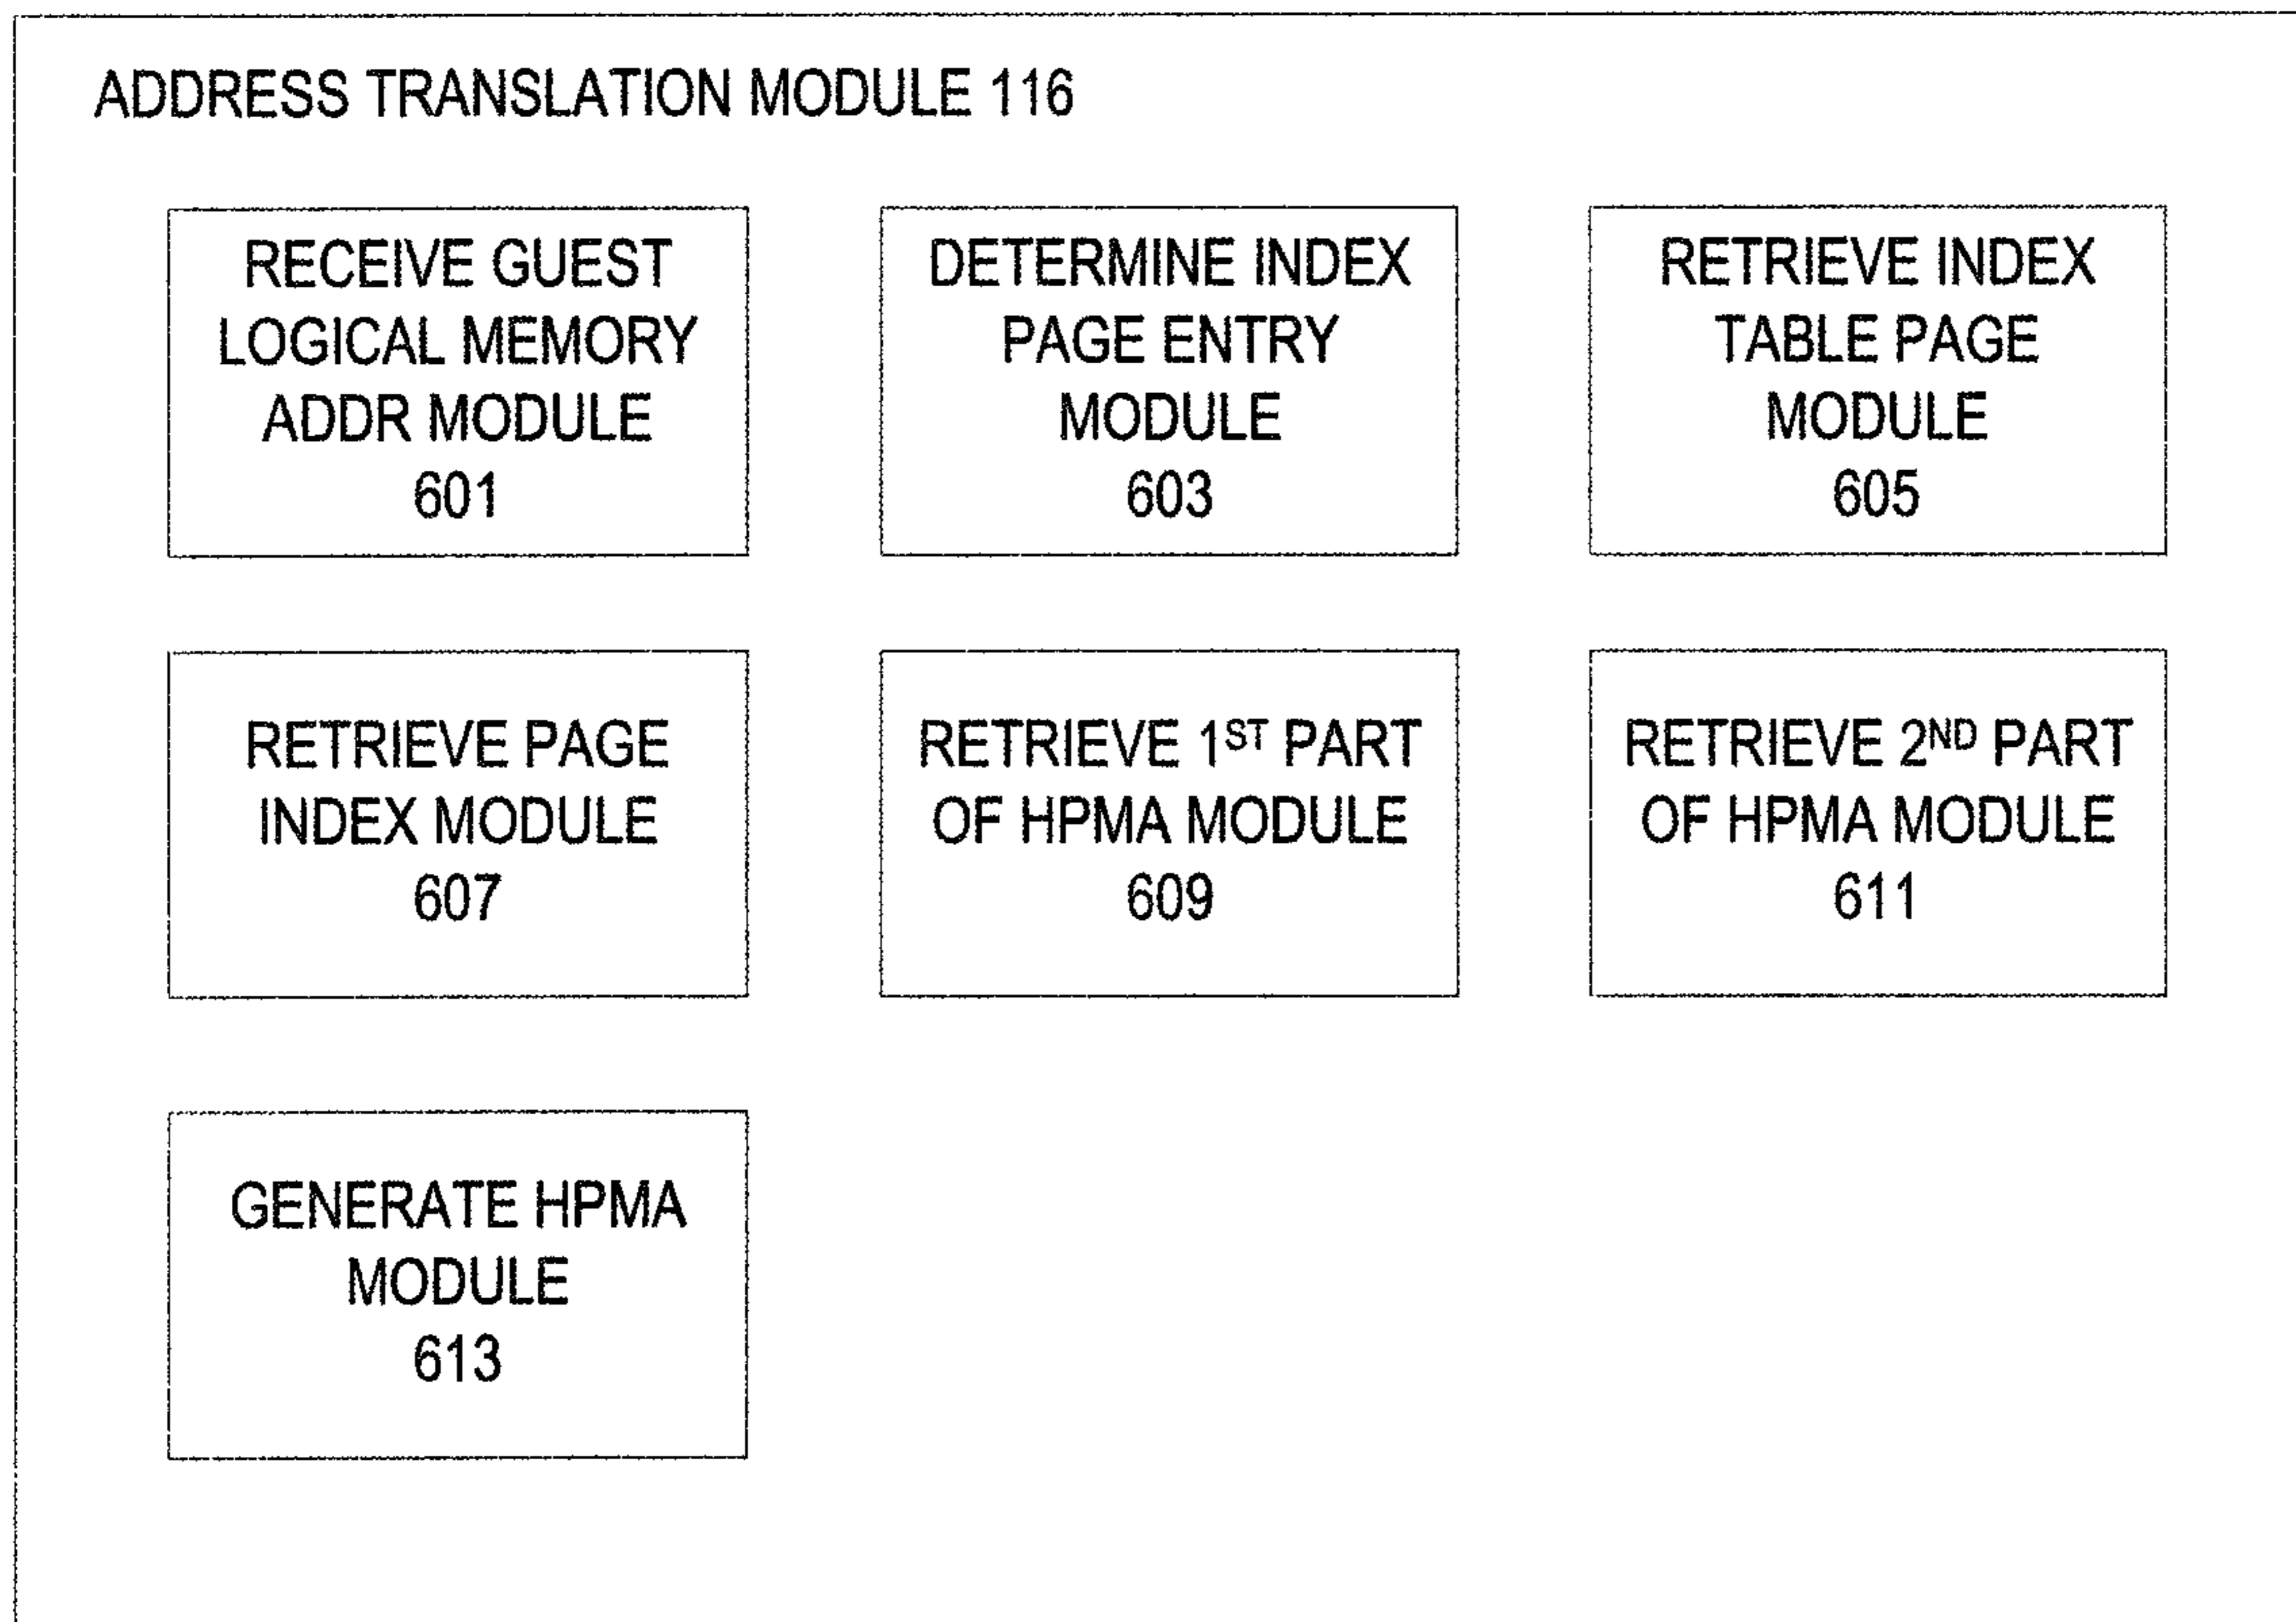 ADDRESS TRANSLATION MODULE 116
RECEIVE GUEST
LOGICAL MEMORY
ADDR MODULE
601
DETERMINE INDEX
PAGE ENTRY
MODULE
603
RETRIEVE INDEX
TABLE PAGE
MODULE
605
RETRIEVE PAGE
INDEX MODULE
607
RETRIEVE 1ST PART
OF HPMA MODULE
609
RETRIEVE 2ND PART
OF HPMA MODULE
611
GENERATE HPMA
MODULE
613